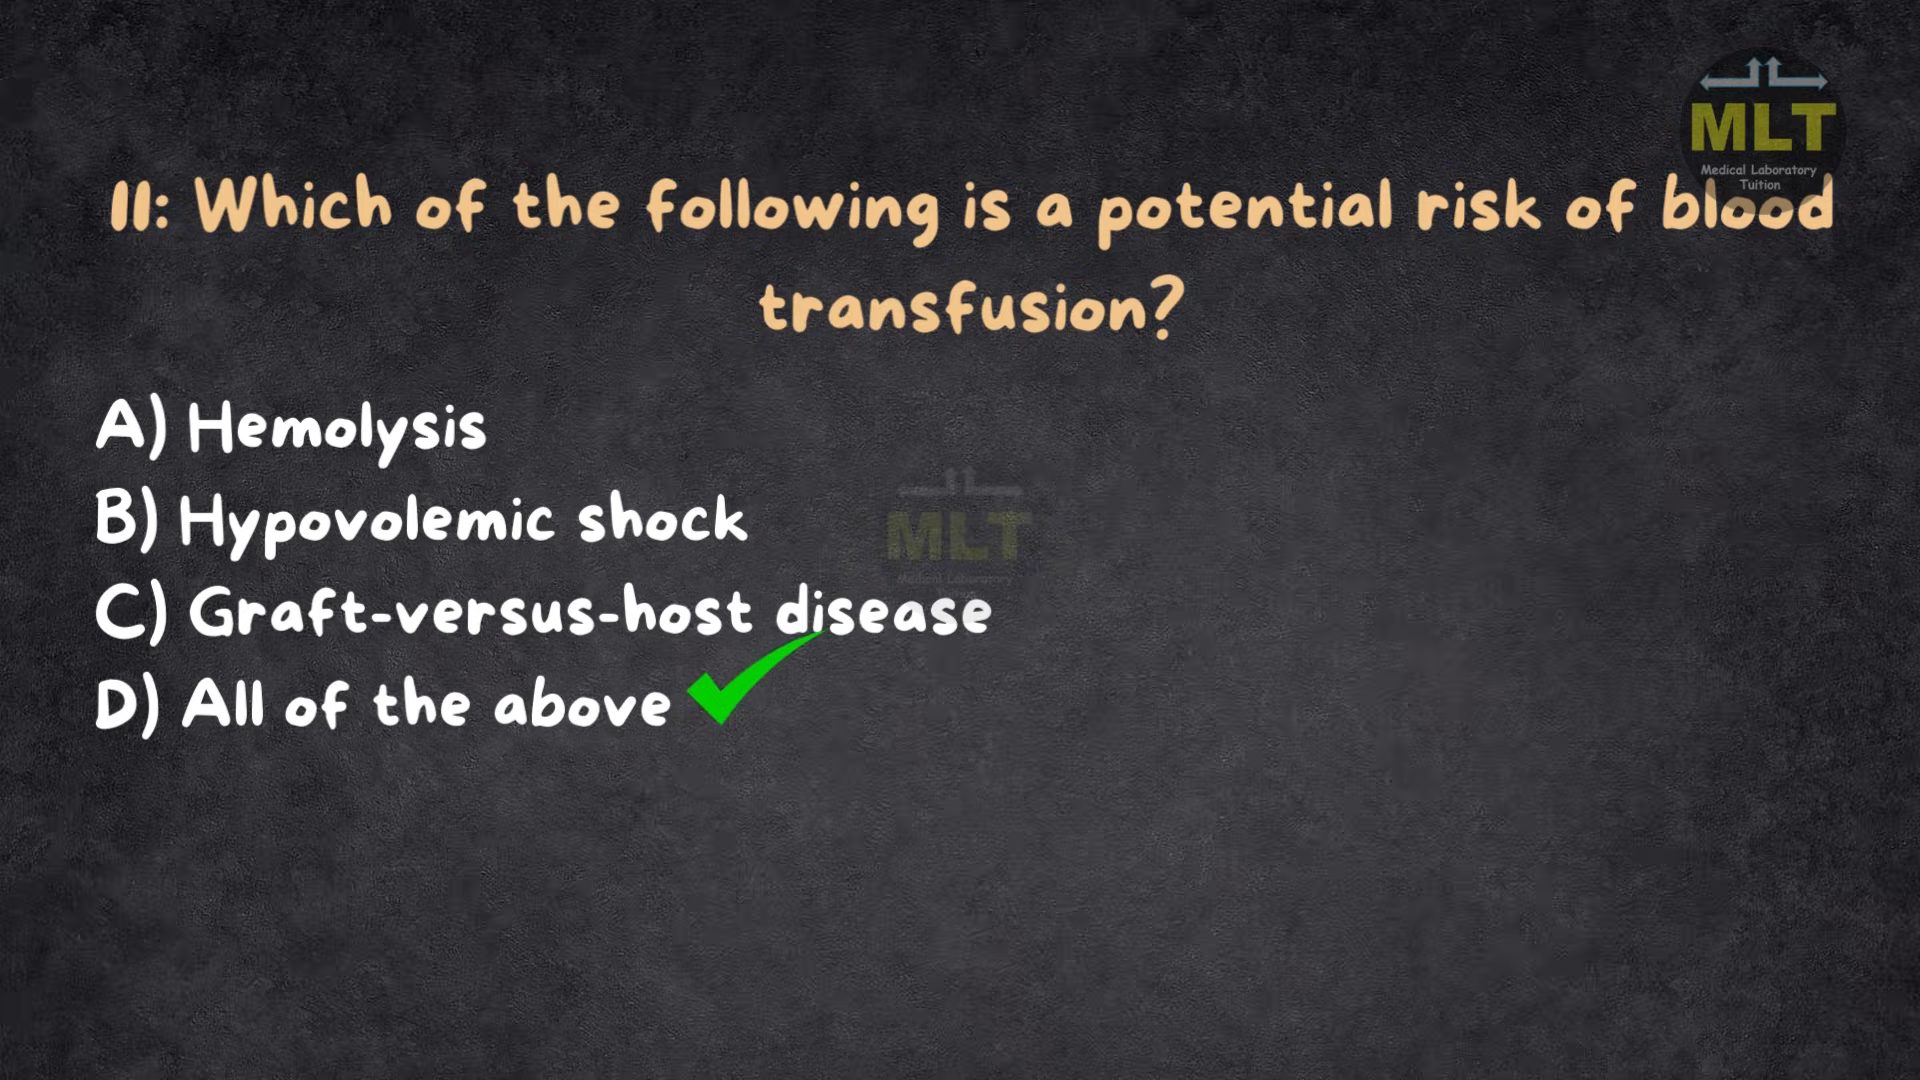 MLT
Medical Laboratory
Tuition
11: Which of the following is a potential risk of blood
transfusion?
A) Hemolysis
B) Hypovolemic shock
MLT
Medical Laboratory
C) Graft-versus-host disease
D) All of the above